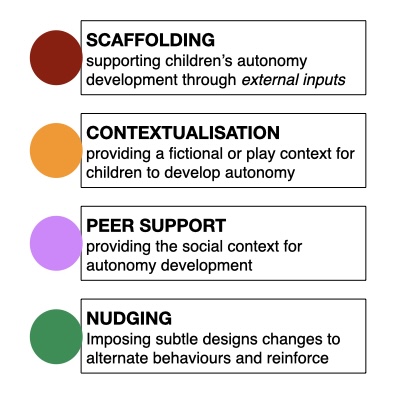 SCAFFOLDING
supporting children's autonomy
development through external inputs
CONTEXTUALISATION
providing a fictional or play context for
children to develop autonomy
PEER SUPPORT
providing the social context for
autonomy development
NUDGING
Imposing subtle designs changes to
alternate behaviours and reinforce